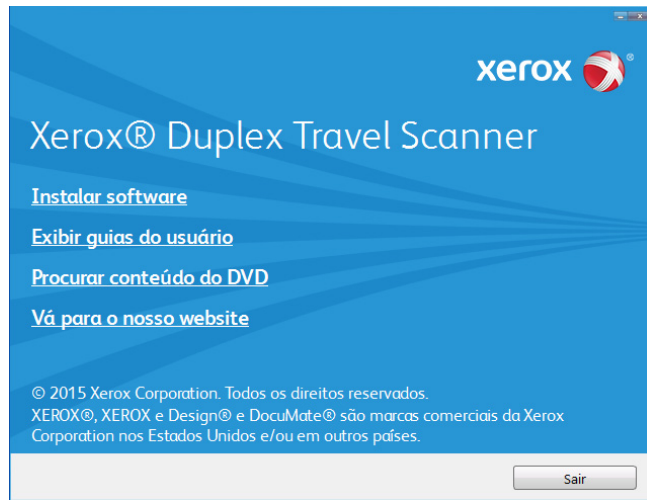 xerox ®
Xerox® Duplex Travel Scanner
Instalar software
Exibir guias do usuário
Procurar conteúdo do DVD
Vá para o nosso website
© 2015 Xerox Corporation. Todos os direitos reservados.
XEROX®, XEROX e Design® e DocuMate® são marcas comerciais da Xerox
Corporation nos Estados Unidos e/ou em outros países.
Sair